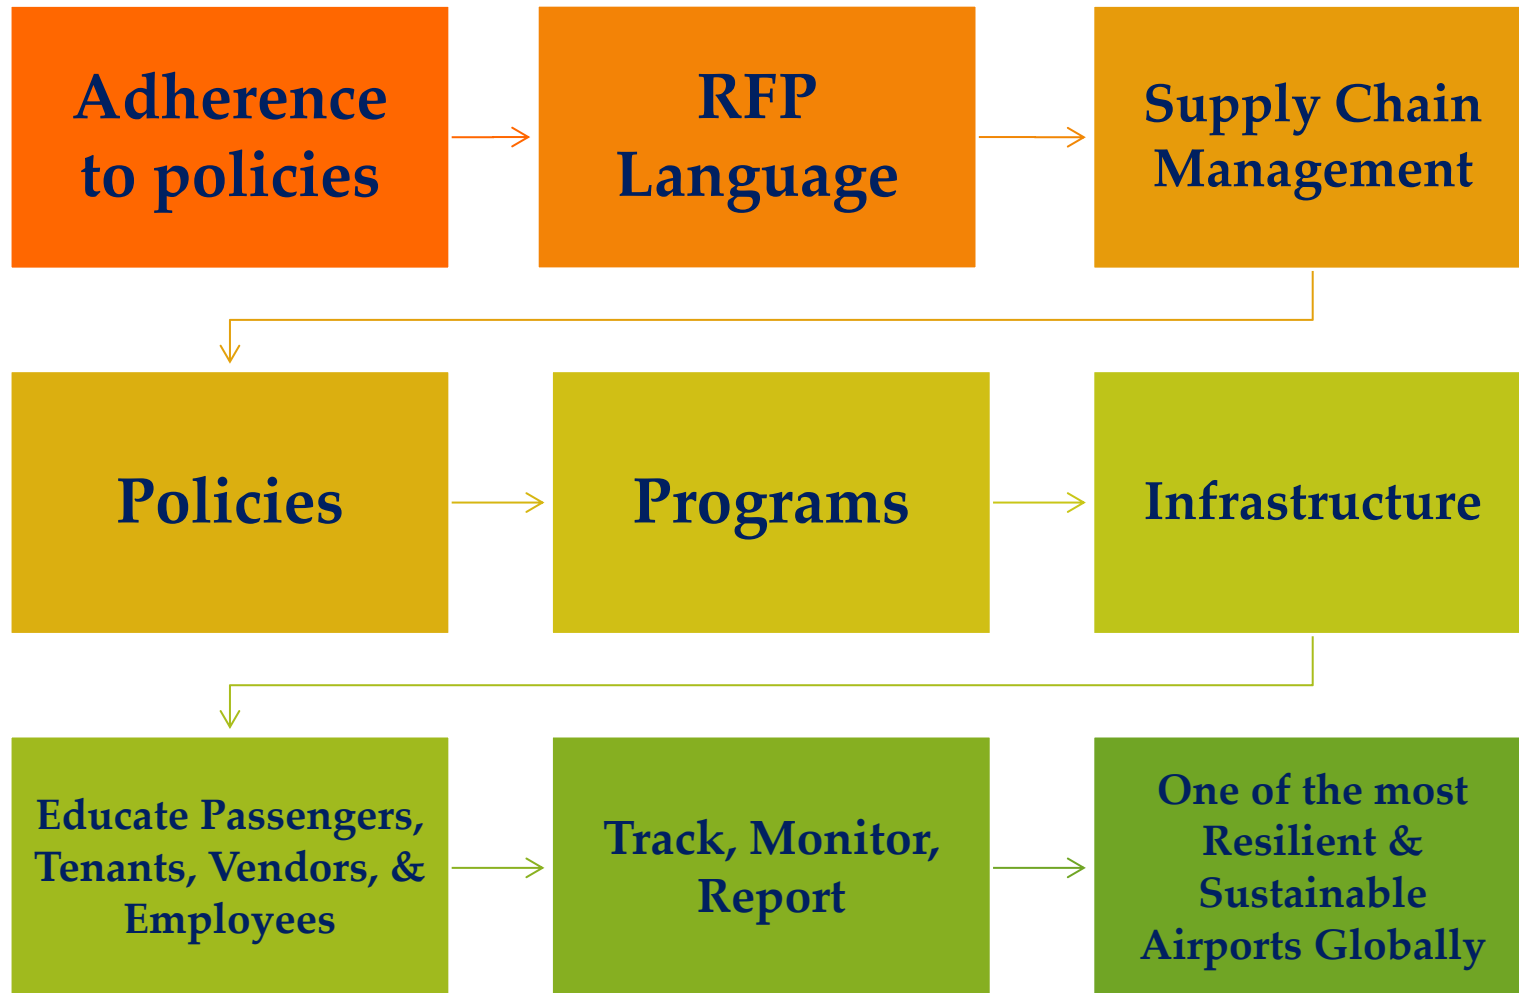 Adherence
to policies
RFP
Language
Supply Chain
Management
Policies
Programs
Infrastructure
Educate Passengers,
Tenants, Vendors, &
Employees
Track, Monitor,
Report
One of the most
Resilient &
Sustainable
Airports Globally